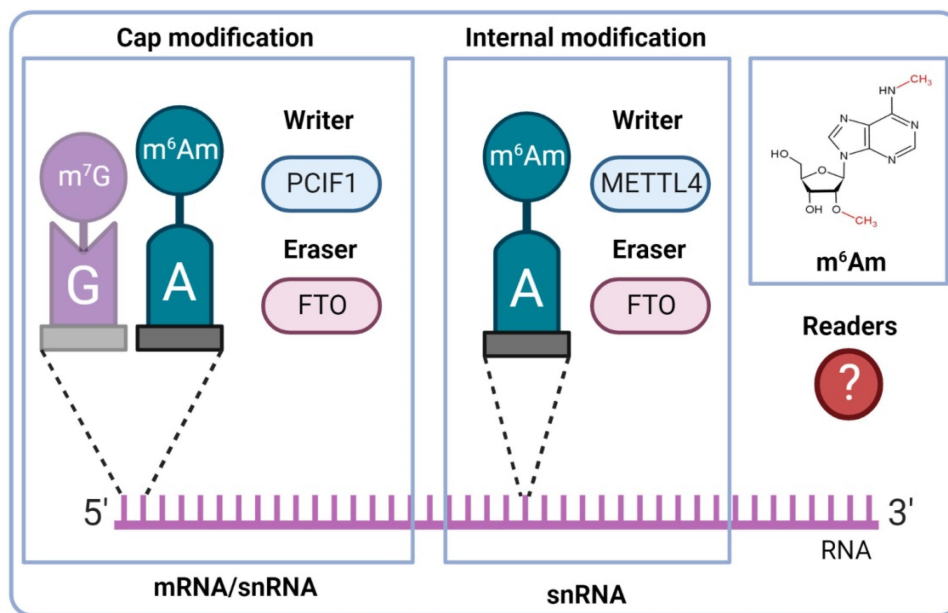 Cap modification
m⁷G
m⁶Am
G
A
Writer
PCIF1
Eraser
FTO
mRNA/snRNA
Internal modification
m⁶Am
A
Writer
METTL4
Eraser
FTO
snRNA
CH₃
HN
N
N
N
N
HO
O
OH
O
CH₃
m⁶Am
Readers
?
5'
3'
RNA